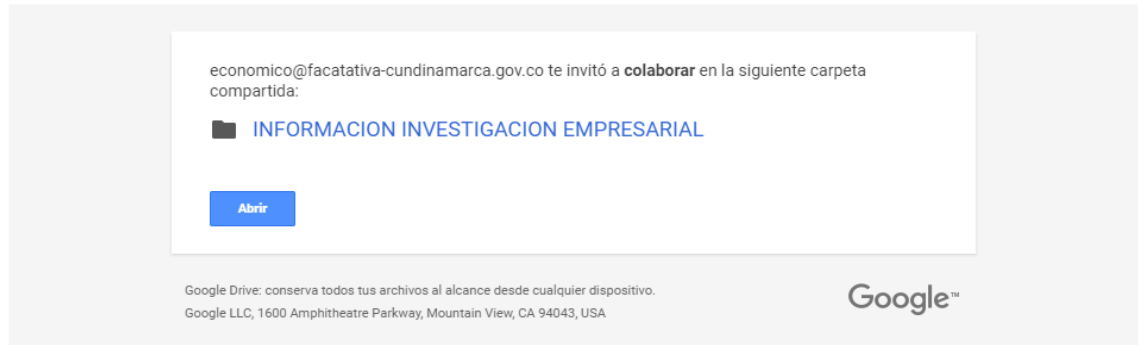 economico@facatativa-cundinamarca.gov.co te invitó a colaborar en la siguiente carpeta
compartida:
INFORMACION INVESTIGACION EMPRESARIAL
Abrir
Google Drive: conserva todos tus archivos al alcance desde cualquier dispositivo.
Google LLC, 1600 Amphitheatre Parkway, Mountain View, CA 94043, USA
Google™